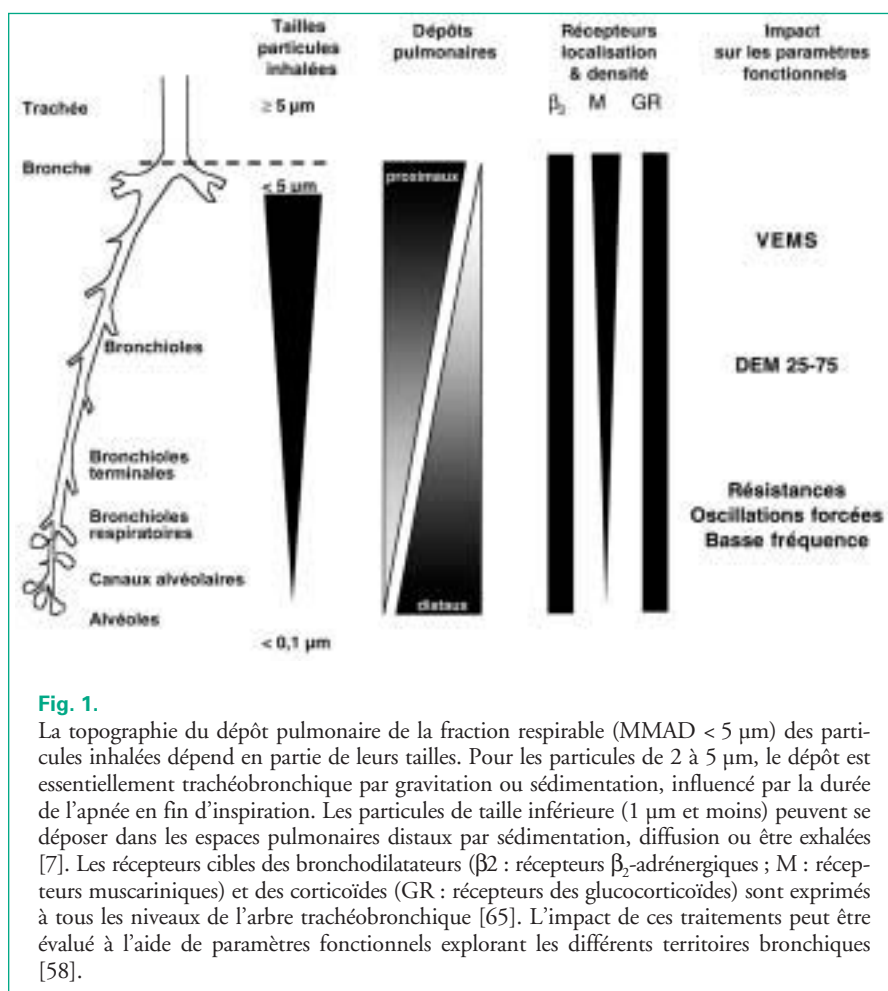 Tailles
particules
inhalées
Dépôts
pulmonaires
Récepteurs
localisation
& densité
β₂ M GR
Impact
sur les paramètres
fonctionnels
Trachée
≥ 5 µm
Bronche
< 5 µm
proximaux
VEMS
Bronchioles
DEM 25-75
Bronchioles
terminales
Bronchioles
respiratoires
Résistances
Oscillations forcées
Basse fréquence
Canaux alvéolaires
Alvéoles
distaux
< 0,1 µm
Fig. 1.
La topographie du dépôt pulmonaire de la fraction respirable (MMAD < 5 µm) des parti-
cules inhalées dépend en partie de leurs tailles. Pour les particules de 2 à 5 µm, le dépôt est
essentiellement trachéobronchique par gravitation ou sédimentation, influencé par la durée
de l'apnée en fin d'inspiration. Les particules de taille inférieure (1 µm et moins) peuvent se
déposer dans les espaces pulmonaires distaux par sédimentation, diffusion ou être exhalées
[7]. Les récepteurs cibles des bronchodilatateurs (β2 : récepteurs β₂-adrénergiques ; M : récep-
teurs muscariniques) et des corticoïdes (GR : récepteurs des glucocorticoïdes) sont exprimés
à tous les niveaux de l'arbre trachéobronchique [65]. L'impact de ces traitements peut être
évalué à l'aide de paramètres fonctionnels explorant les différents territoires bronchiques
[58].